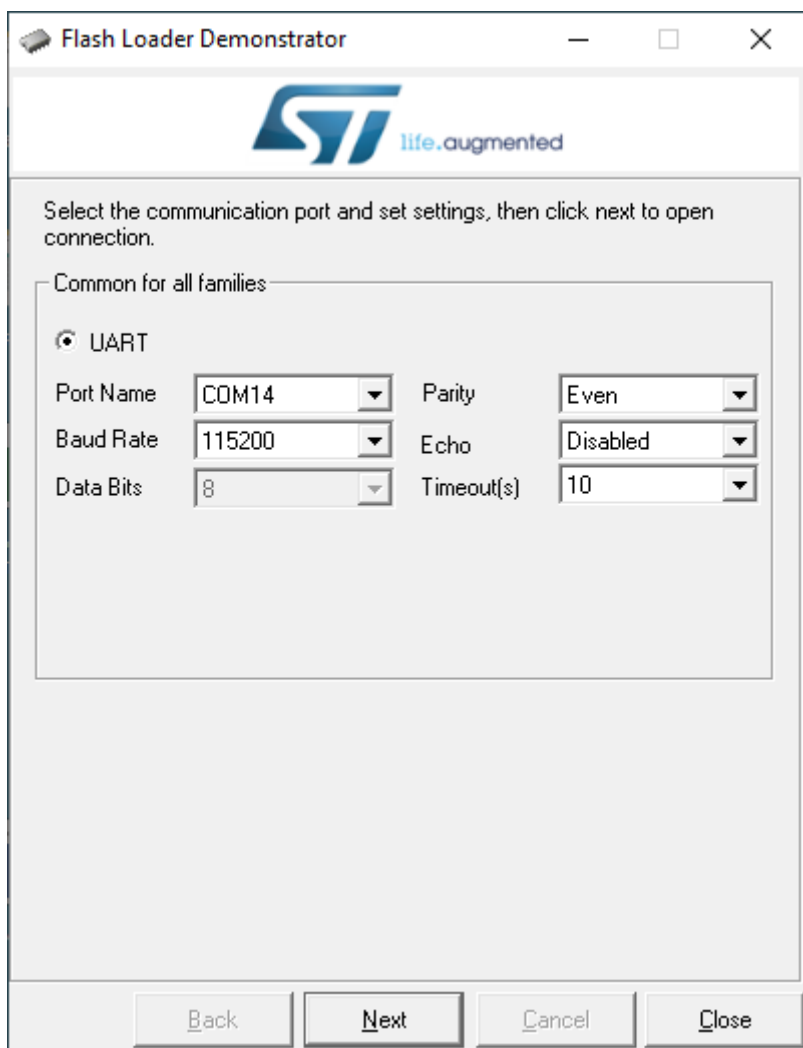 Flash Loader Demonstrator
ST
life.augmented
Select the communication port and set settings, then click next to open
connection.
Common for all families
UART
Port Name COM14 Parity Even
Baud Rate 115200 Echo Disabled
Data Bits 8 Timeout(s) 10
Back Next Cancel Close